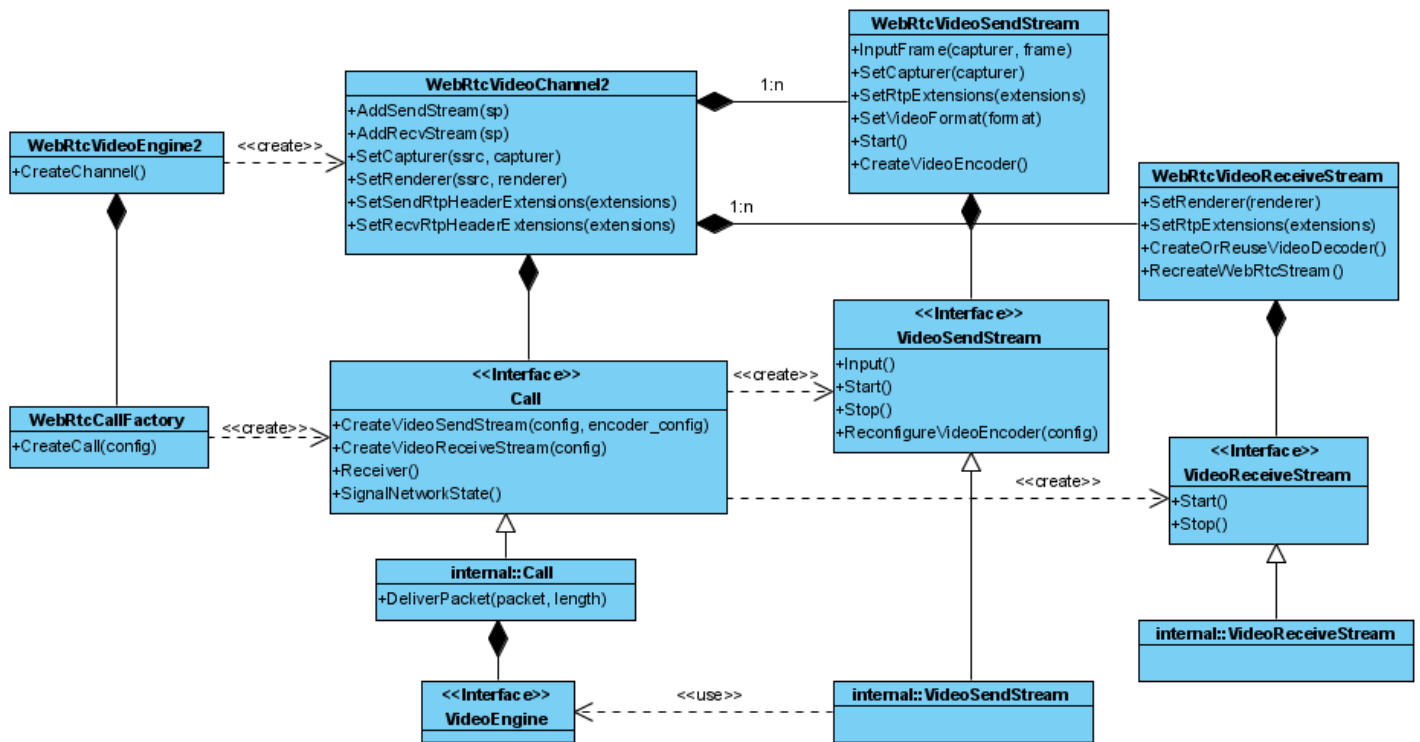 WebRtcVideoSendStream
+InputFrame(capturer, frame)
+SetCapturer(capturer)
+SetRtpExtensions(extensions)
+SetVideoFormat(format)
+Start()
+CreateVideoEncoder()
WebRtcVideoChannel2
+AddSendStream(sp)
+AddRecvStream(sp)
+SetCapturer(ssrc, capturer)
+SetRenderer(ssrc, renderer)
+SetSendRtpHeaderExtensions(extensions)
+SetRecvRtpHeaderExtensions(extensions)
1:n
1:n
WebRtcVideoEngine2
+CreateChannel()
<<create>>
WebRtcVideoReceiveStream
+SetRenderer(renderer)
+SetRtpExtensions(extensions)
+CreateOrReuseVideoDecoder()
+RecreateWebRtcStream()
<<Interface>>
VideoSendStream
+Input()
+Start()
+Stop()
+ReconfigureVideoEncoder(config)
<<Interface>>
Call
+CreateVideoSendStream(config, encoder_config)
+CreateVideoReceiveStream(config)
+Receiver()
+SignalNetworkState()
<<create>>
WebRtcCallFactory
+CreateCall(config)
<<create>>
<<create>>
<<Interface>>
VideoReceiveStream
+Start()
+Stop()
internal::Call
+DeliverPacket(packet, length)
internal::VideoReceiveStream
<<Interface>>
VideoEngine
<<use>>
internal::VideoSendStream